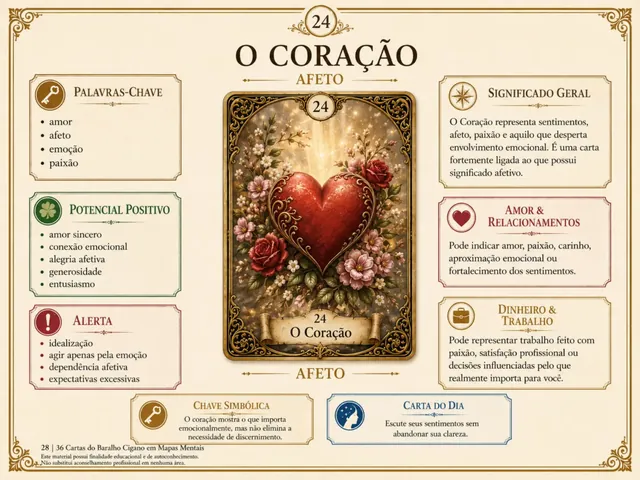 24
O CORAÇÃO
AFETO
PALAVRAS-CHAVE
• amor
• afeto
• emoção
• paixão
POTENCIAL POSITIVO
• amor sincero
• conexão emocional
• alegria afetiva
• generosidade
• entusiasmo
ALERTA
• idealização
• agir apenas pela emoção
• dependência afetiva
• expectativas excessivas
24
24
O Coração
AFETO
SIGNIFICADO GERAL
O Coração representa sentimentos,
afeto, paixão e aquilo que desperta
envolvimento emocional. É uma carta
fortemente ligada ao que possui
significado afetivo.
AMOR &
RELACIONAMENTOS
Pode indicar amor, paixão, carinho,
aproximação emocional ou
fortalecimento dos sentimentos.
DINHEIRO &
TRABALHO
Pode representar trabalho feito com
paixão, satisfação profissional ou
decisões influenciadas pelo que
realmente importa para você.
CHAVE SIMBÓLICA
O coração mostra o que importa
emocionalmente, mas não elimina a
necessidade de discernimento.
CARTA DO DIA
Escute seus sentimentos sem
abandonar sua clareza.
28 | 36 Cartas do Baralho Cigano em Mapas Mentais
Este material possui finalidade educacional e de autoconhecimento.
Não substitui aconselhamento profissional em nenhuma área.